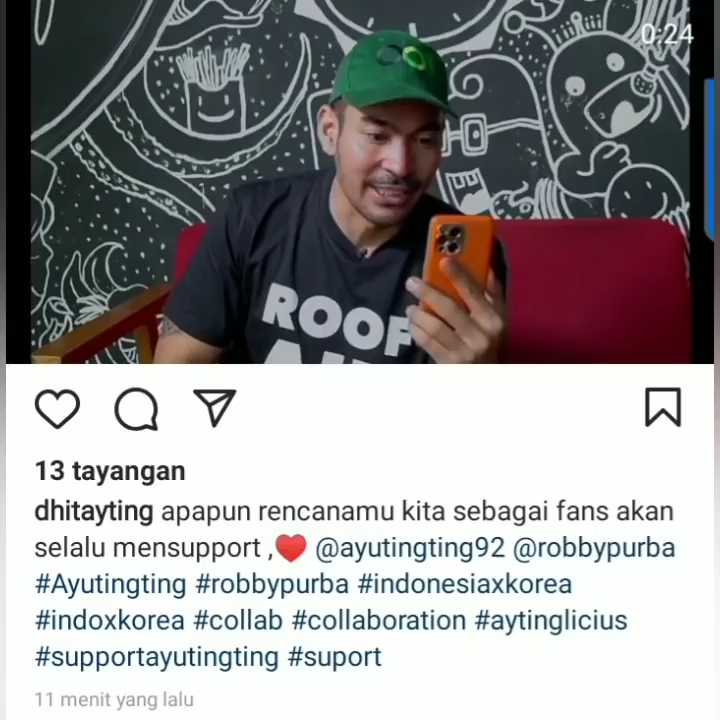 0:24
ROOF
13 tayangan
dhitayting apapun rencanamu kita sebagai fans akan
selalu mensupport ,❤️ @ayutingting92 @robbypurba
#Ayutingting #robbypurba #indonesiaxkorea
#indoxkorea #collab #collaboration #aytinglicius
#supportayutingting #suport
11 menit yang lalu